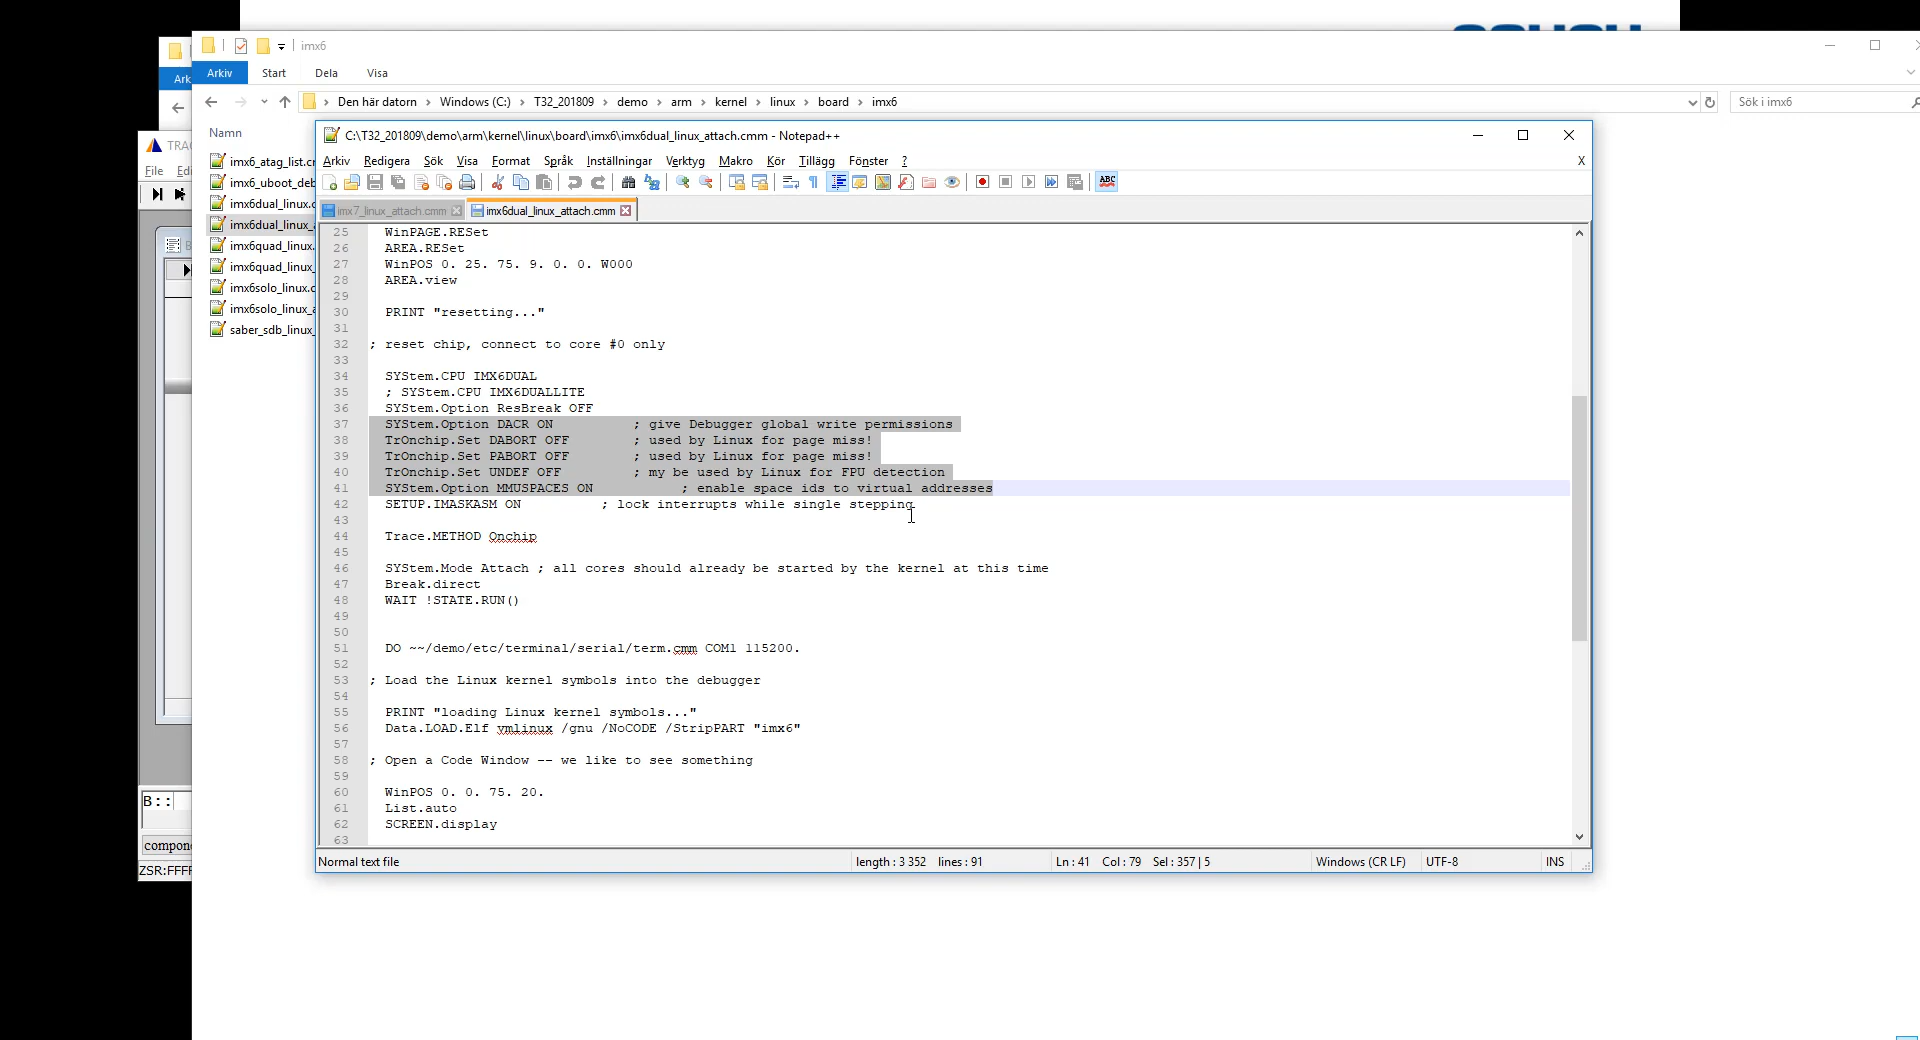 imx6
Ark
Arkiv
Start
Dela
Visa
Den här datorn > Windows (C:) > T32_201809 > demo > arm > kernel > linux > board > imx6
Sök i imx6
Namn
imx6_atag_list.cr
imx6_uboot_deb
imx6dual_linux.c
imx6dual_linux_a
imx6quad_linux.
imx6quad_linux_
imx6solo_linux.c
imx6solo_linux_a
saber_sdb_linux_
TRAC
File Edi
B
B::
compone
ZSR:FFFF
C:\T32_201809\demo\arm\kernel\linux\board\imx6\imx6dual_linux_attach.cmm - Notepad++
Arkiv Redigera Sök Visa Format Språk Inställningar Verktyg Makro Kör Tillägg Fönster ? X
ABC
imx7_linux_attach.cmm
imx6dual_linux_attach.cmm
25 WinPAGE.RESet
26 AREA.RESet
27 WinPOS 0. 25. 75. 9. 0. 0. W000
28 AREA.view
29
30 PRINT "resetting..."
31
32 ; reset chip, connect to core #0 only
33
34 SYStem.CPU IMX6DUAL
35 ; SYStem.CPU IMX6DUALLITE
36 SYStem.Option ResBreak OFF
37 SYStem.Option DACR ON ; give Debugger global write permissions
38 TrOnchip.Set DABORT OFF ; used by Linux for page miss!
39 TrOnchip.Set PABORT OFF ; used by Linux for page miss!
40 TrOnchip.Set UNDEF OFF ; my be used by Linux for FPU detection
41 SYStem.Option MMUSPACES ON ; enable space ids to virtual addresses
42 SETUP.IMASKASM ON ; lock interrupts while single stepping
43
44 Trace.METHOD Onchip
45
46 SYStem.Mode Attach ; all cores should already be started by the kernel at this time
47 Break.direct
48 WAIT !STATE.RUN()
49
50
51 DO ~~/demo/etc/terminal/serial/term.cmm COM1 115200.
52
53 ; Load the Linux kernel symbols into the debugger
54
55 PRINT "loading Linux kernel symbols..."
56 Data.LOAD.Elf vmlinux /gnu /NoCODE /StripPART "imx6"
57
58 ; Open a Code Window -- we like to see something
59
60 WinPOS 0. 0. 75. 20.
61 List.auto
62 SCREEN.display
63
Normal text file
length : 3 352 lines : 91
Ln : 41 Col : 79 Sel : 357 | 5
Windows (CR LF)
UTF-8
INS